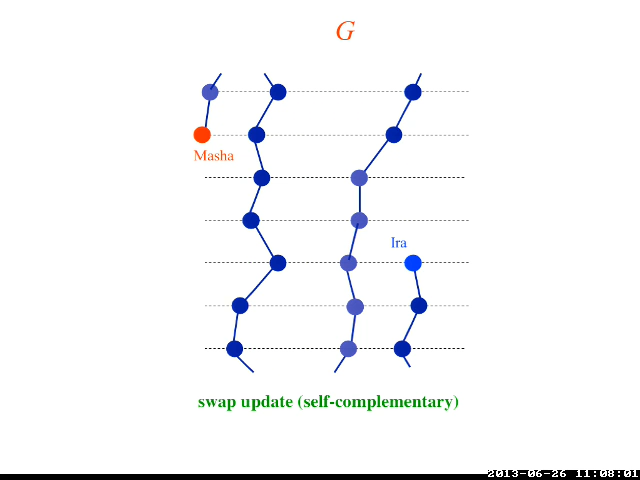 G
Masha
Ira
swap update (self-complementary)
2013-06-26 11:08:01